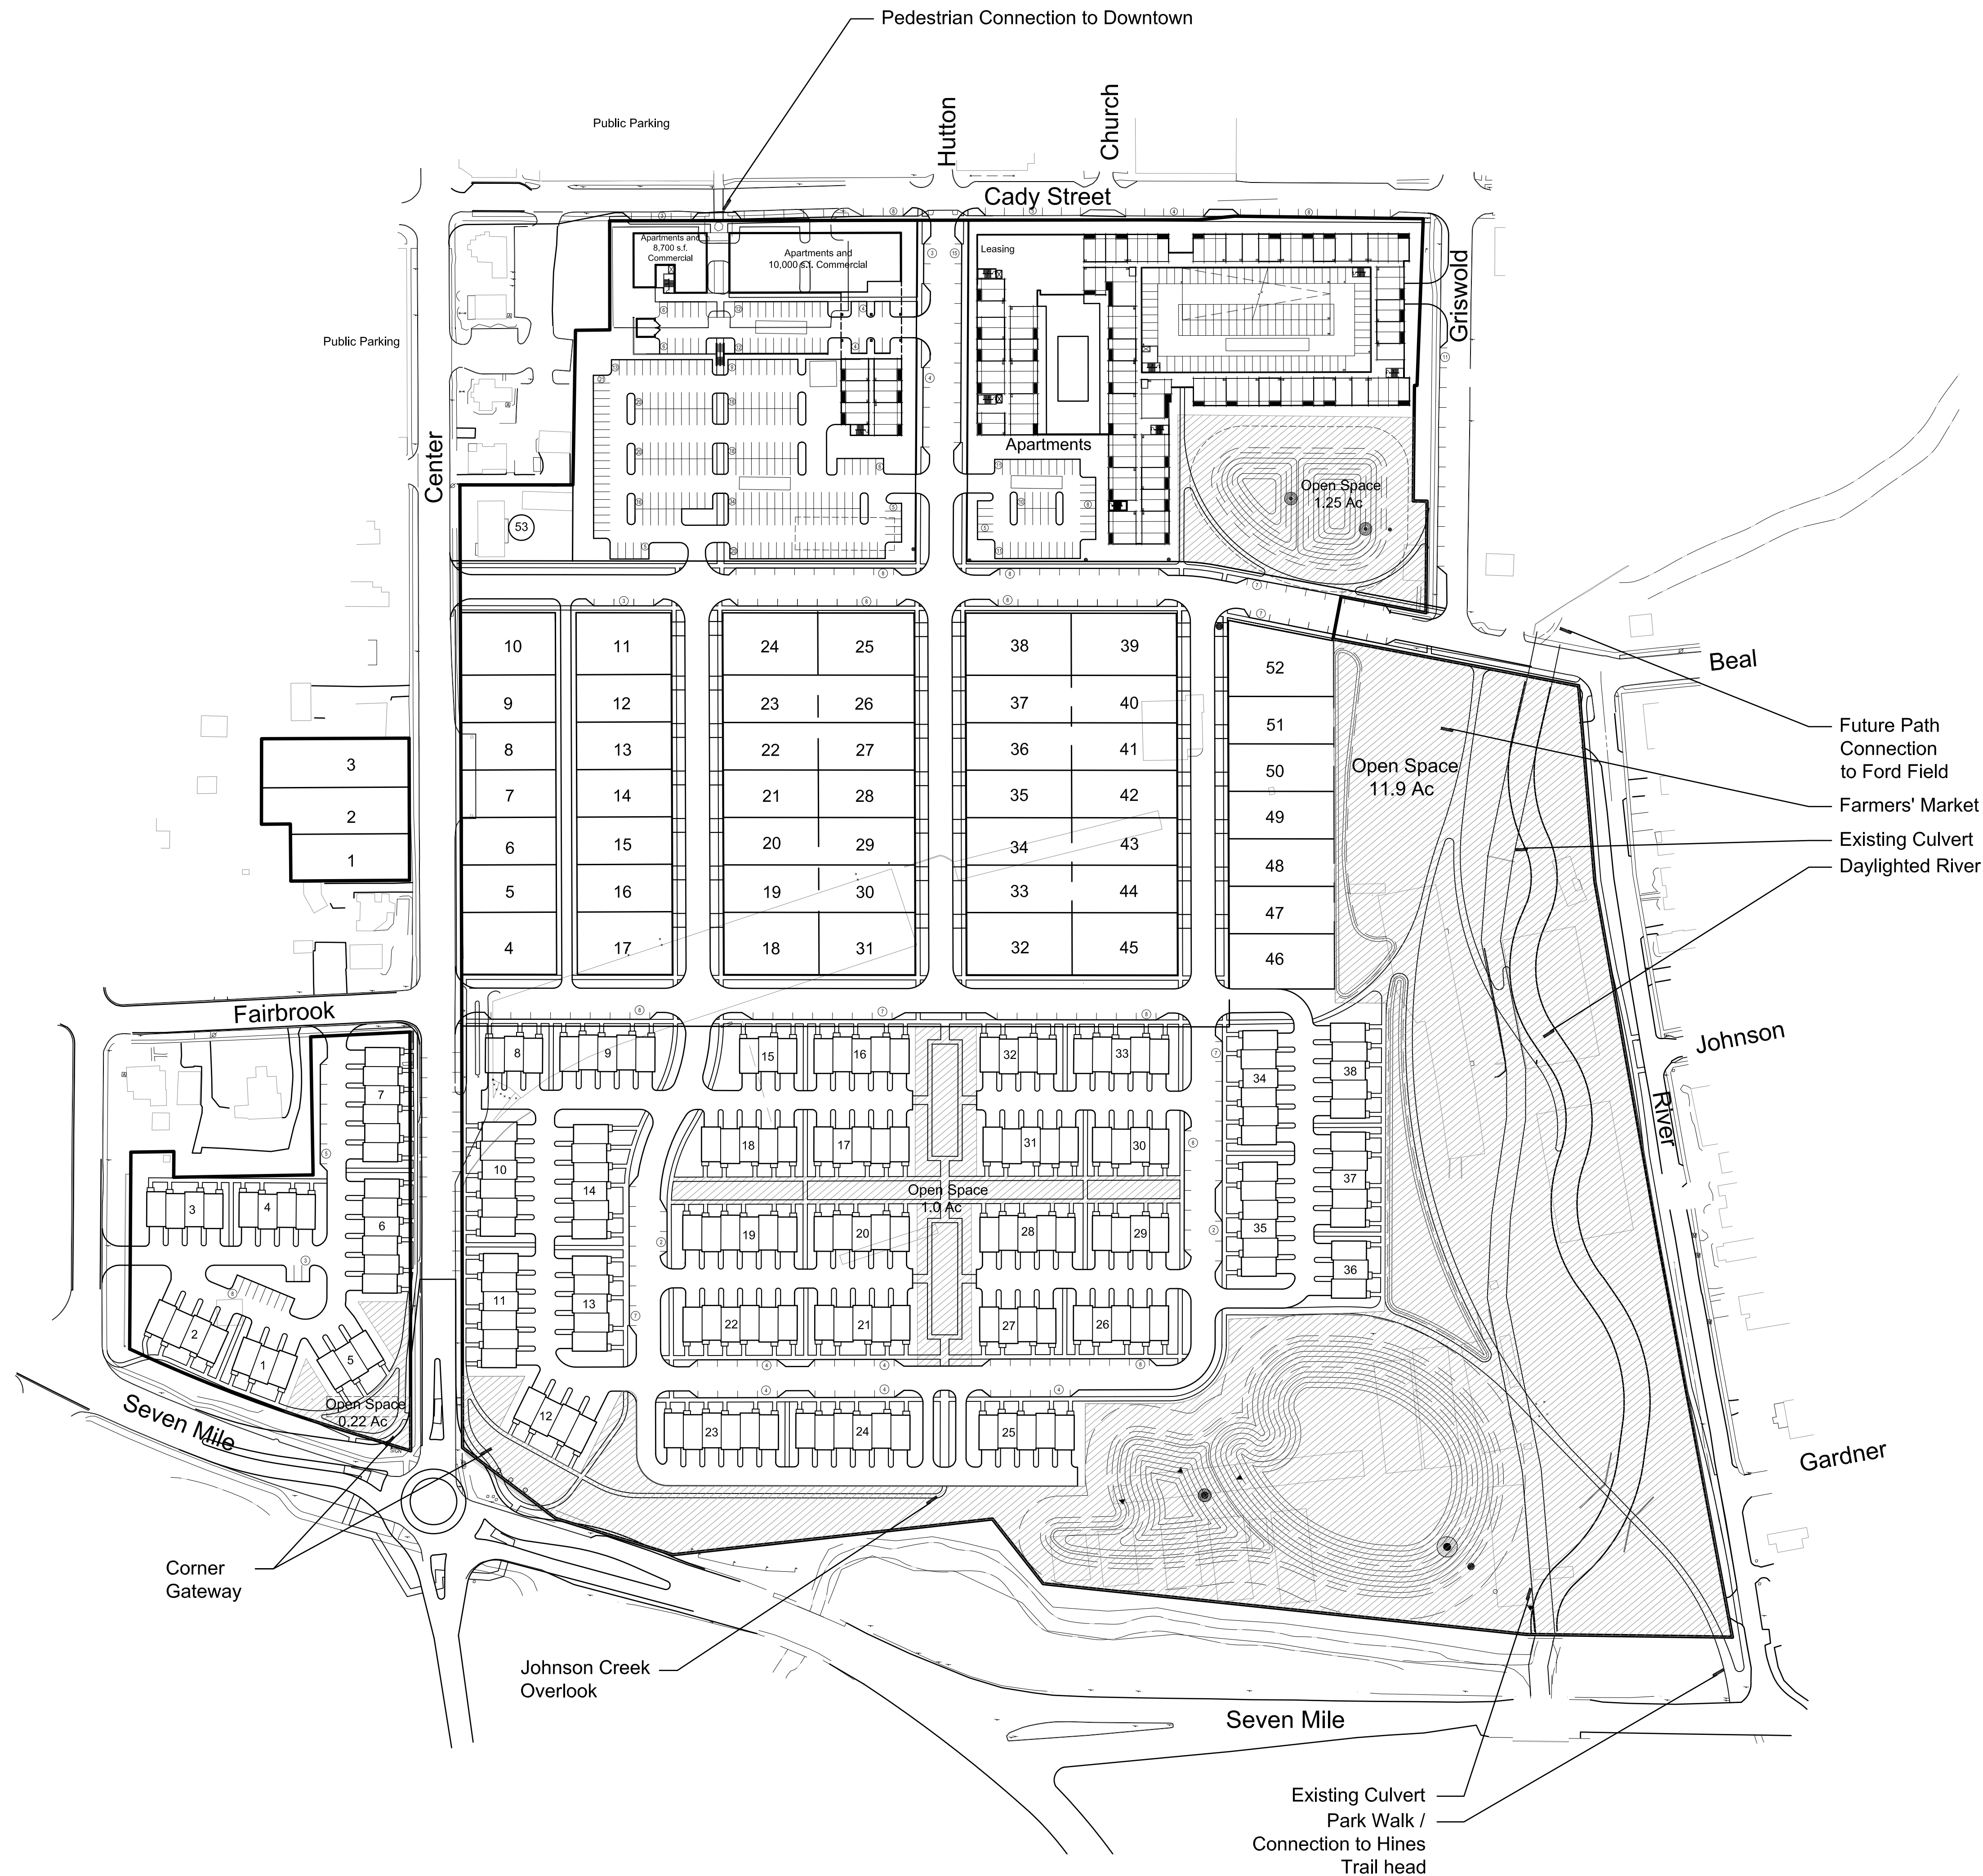 Pedestrian Connection to Downtown
Public Parking
Hutton
Church
Cady Street
Apartments and
8,700 s.f.
Commercial
Apartments and
10,000 s.f. Commercial
Leasing
Griswold
Public Parking
Center
Apartments
Open Space
1.25 Ac
53
Beal
10
11
24
25
38
39
52
9
12
23
26
37
40
51
8
13
22
27
36
41
50
7
14
21
28
35
42
49
6
15
20
29
34
43
48
5
16
19
30
33
44
47
4
17
18
31
32
45
46
3
2
1
Open Space
11.9 Ac
Future Path
Connection
to Ford Field
Farmers' Market
Existing Culvert
Daylighted River
Fairbrook
Johnson
River
8
9
15
16
32
33
34
38
7
10
14
18
17
31
30
37
3
4
6
Open Space
1.0 Ac
19
20
28
29
35
36
11
13
22
21
27
26
2
1
5
12
23
24
25
Open Space
0.22 Ac
Seven Mile
Gardner
Corner
Gateway
Johnson Creek
Overlook
Seven Mile
Existing Culvert
Park Walk /
Connection to Hines
Trail head